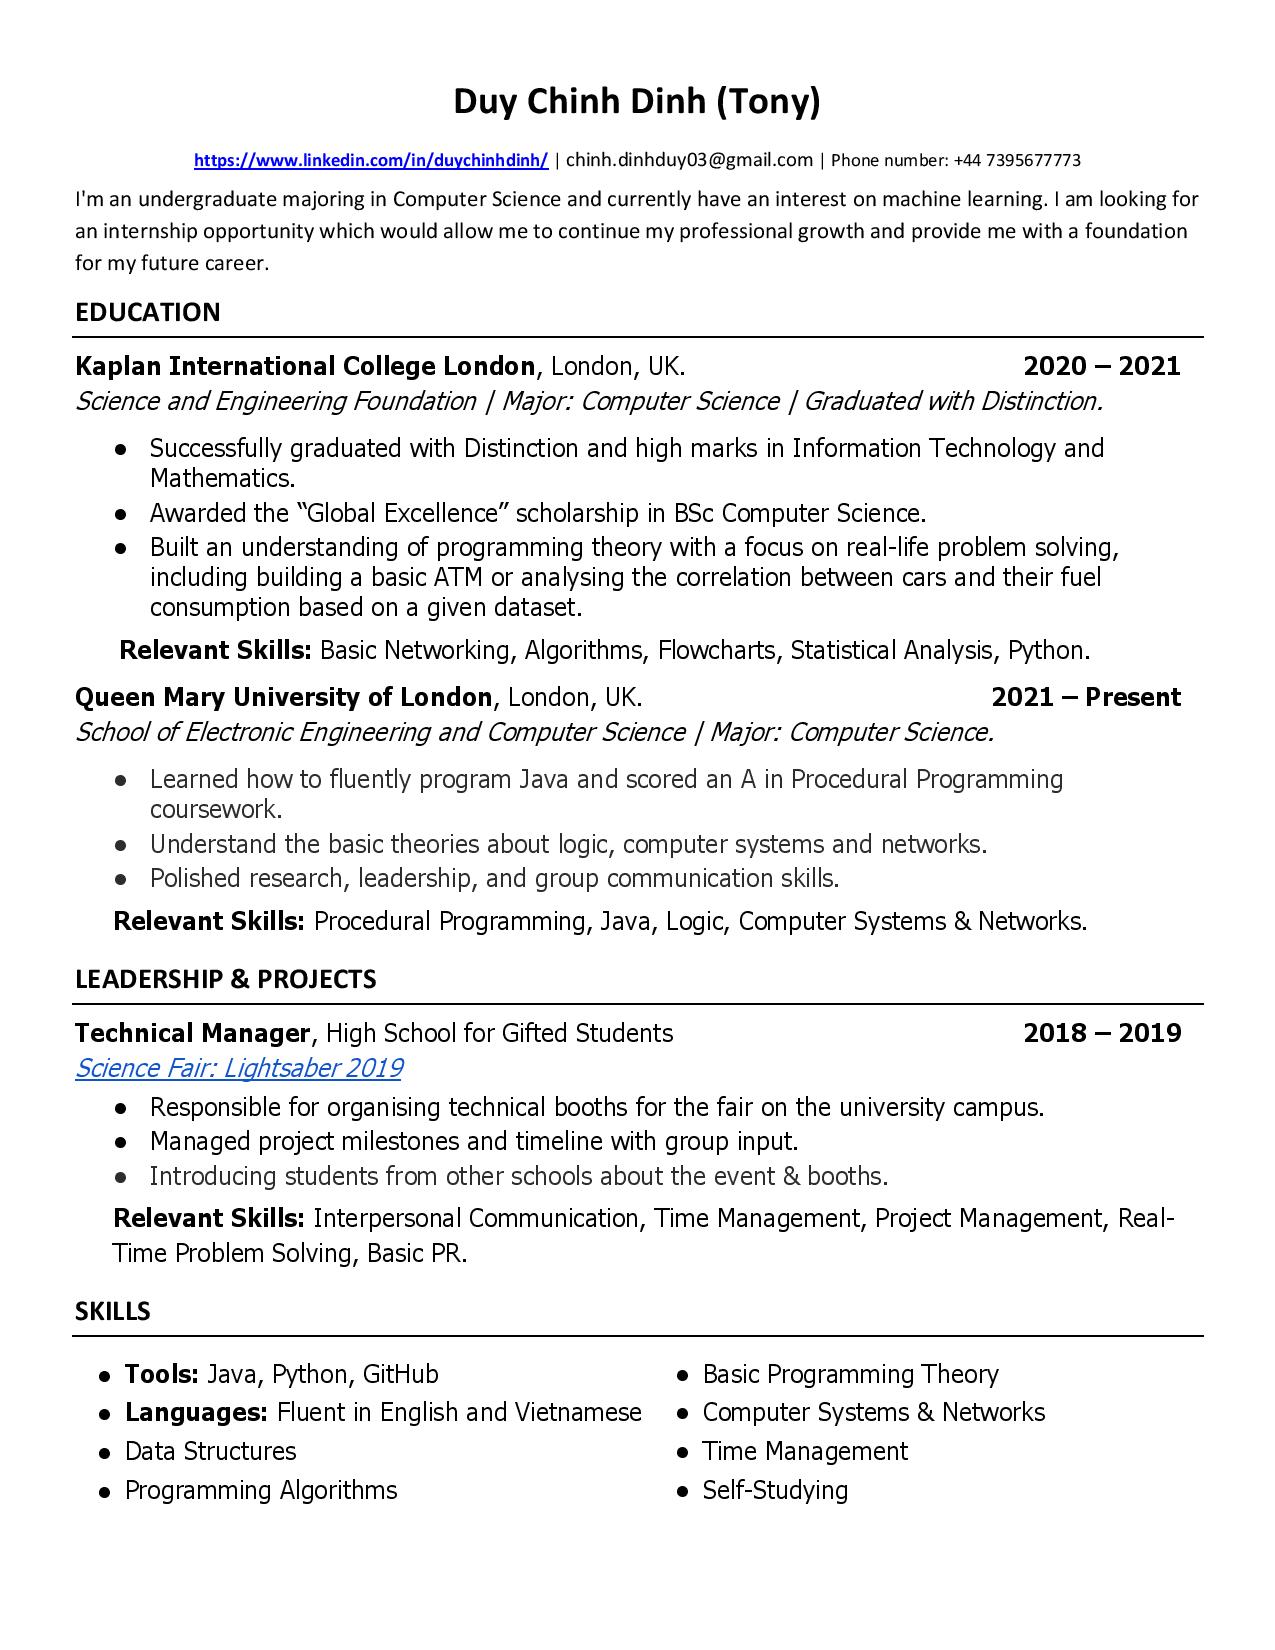 Duy Chinh Dinh (Tony)
https://www.linkedin.com/in/duychinhdinh/ | chinh.dinhduy03@gmail.com | Phone number: +44 7395677773
I'm an undergraduate majoring in Computer Science and currently have an interest on machine learning. I am looking for
an internship opportunity which would allow me to continue my professional growth and provide me with a foundation
for my future career.
EDUCATION
Kaplan International College London, London, UK. 2020 – 2021
Science and Engineering Foundation | Major: Computer Science | Graduated with Distinction.
● Successfully graduated with Distinction and high marks in Information Technology and
Mathematics.
● Awarded the “Global Excellence” scholarship in BSc Computer Science.
● Built an understanding of programming theory with a focus on real-life problem solving,
including building a basic ATM or analysing the correlation between cars and their fuel
consumption based on a given dataset.
Relevant Skills: Basic Networking, Algorithms, Flowcharts, Statistical Analysis, Python.
Queen Mary University of London, London, UK. 2021 – Present
School of Electronic Engineering and Computer Science | Major: Computer Science.
● Learned how to fluently program Java and scored an A in Procedural Programming
coursework.
● Understand the basic theories about logic, computer systems and networks.
● Polished research, leadership, and group communication skills.
Relevant Skills: Procedural Programming, Java, Logic, Computer Systems & Networks.
LEADERSHIP & PROJECTS
Technical Manager, High School for Gifted Students 2018 – 2019
Science Fair: Lightsaber 2019
● Responsible for organising technical booths for the fair on the university campus.
● Managed project milestones and timeline with group input.
● Introducing students from other schools about the event & booths.
Relevant Skills: Interpersonal Communication, Time Management, Project Management, Real-
Time Problem Solving, Basic PR.
SKILLS
● Tools: Java, Python, GitHub
● Languages: Fluent in English and Vietnamese
● Data Structures
● Programming Algorithms
● Basic Programming Theory
● Computer Systems & Networks
● Time Management
● Self-Studying